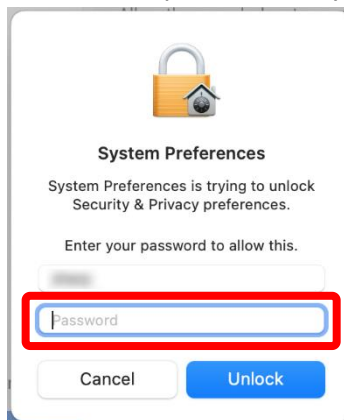 System Preferences
System Preferences is trying to unlock
Security & Privacy preferences.
Enter your password to allow this.
Password
Cancel
Unlock